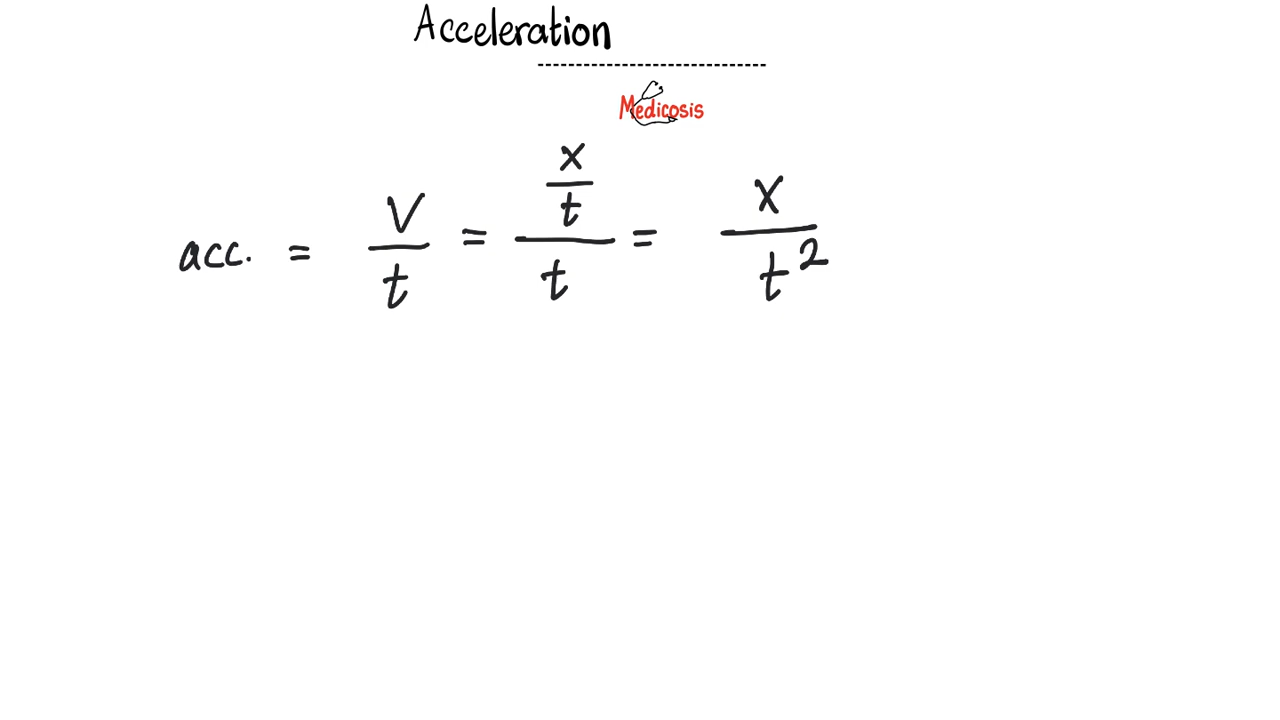 Acceleration
Medicosis
acc. = V/t = (x/t)/t = x/t²